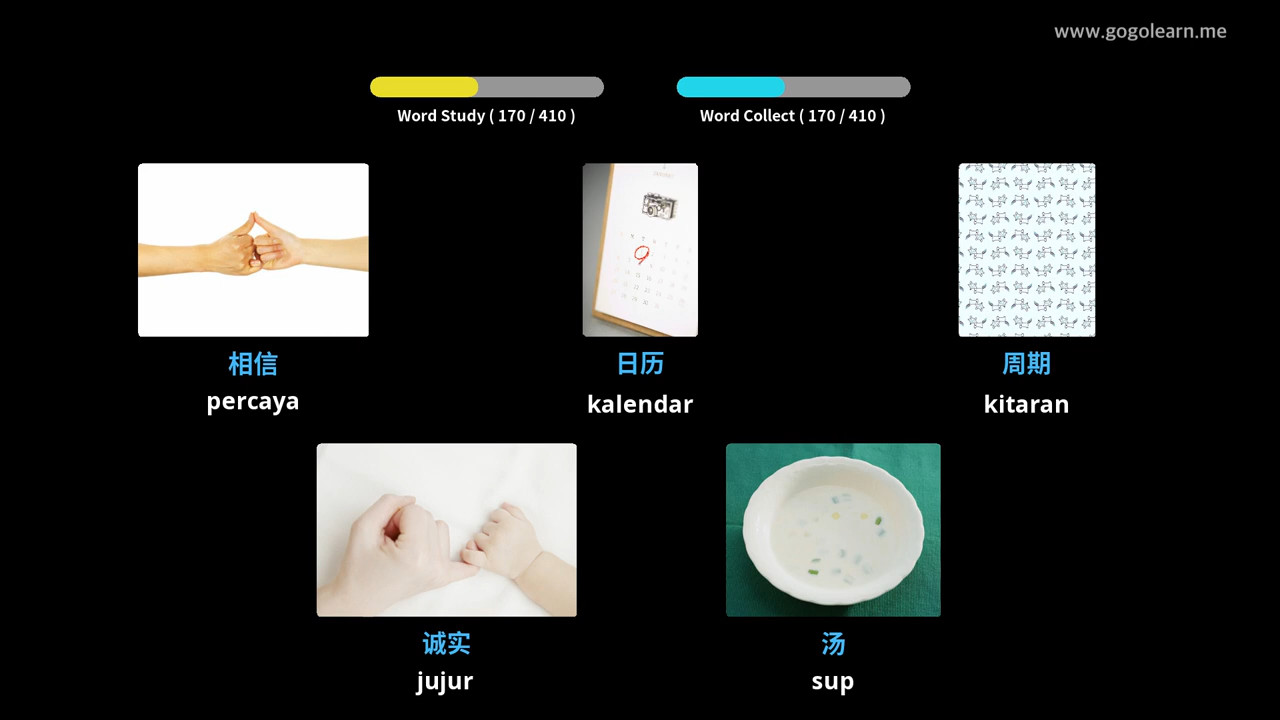 www.gogolearn.me
Word Study ( 170 / 410 )
Word Collect ( 170 / 410 )
相信
percaya
日历
kalendar
周期
kitaran
诚实
jujur
汤
sup